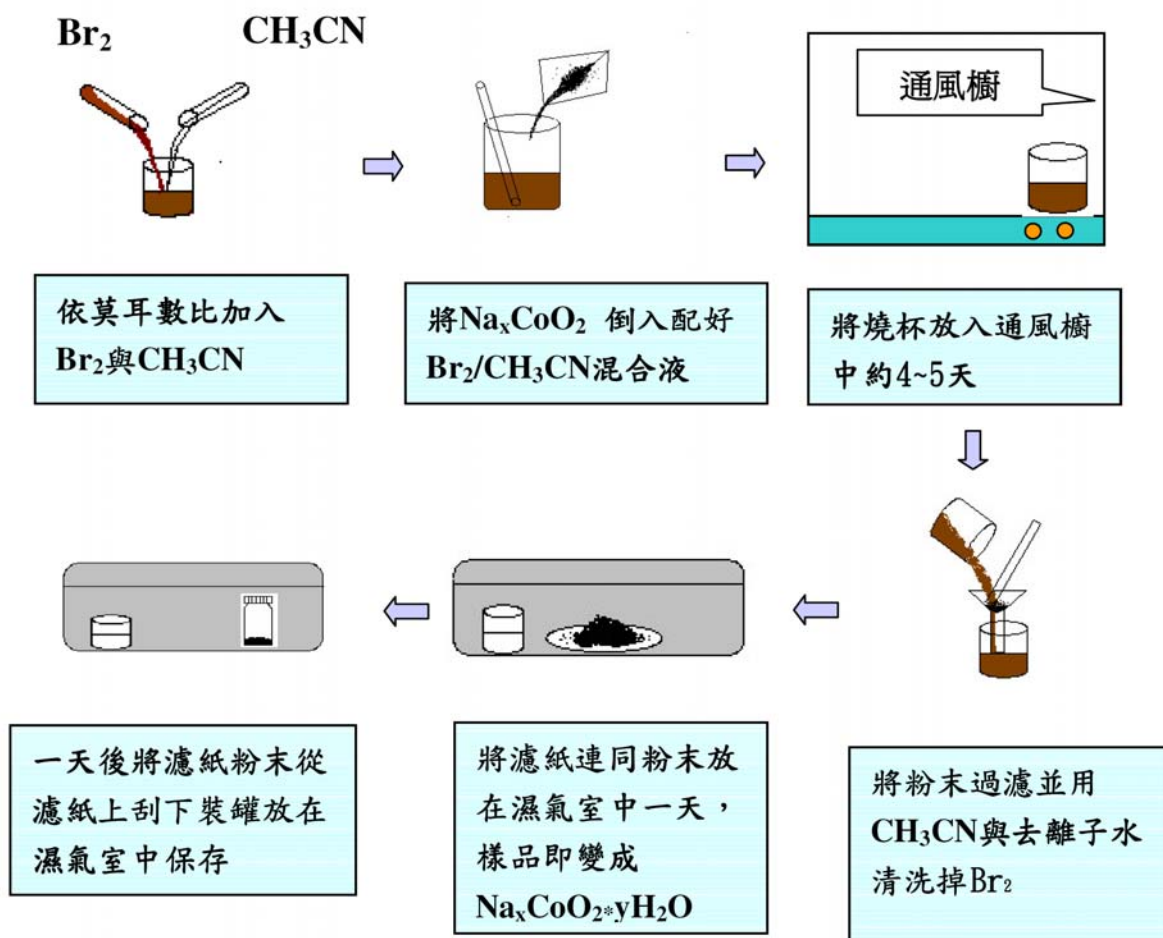 Br₂ CH₃CN
通風櫥
依莫耳數比加入
Br₂與CH₃CN
將NaₓCoO₂ 倒入配好
Br₂/CH₃CN混合液
將燒杯放入通風櫥
中約4~5天
將粉末過濾並用
CH₃CN與去離子水
清洗掉Br₂
將濾紙連同粉末放
在濕氣室中一天，
樣品即變成
NaₓCoO₂*yH₂O
一天後將濾紙粉末從
濾紙上刮下裝罐放在
濕氣室中保存